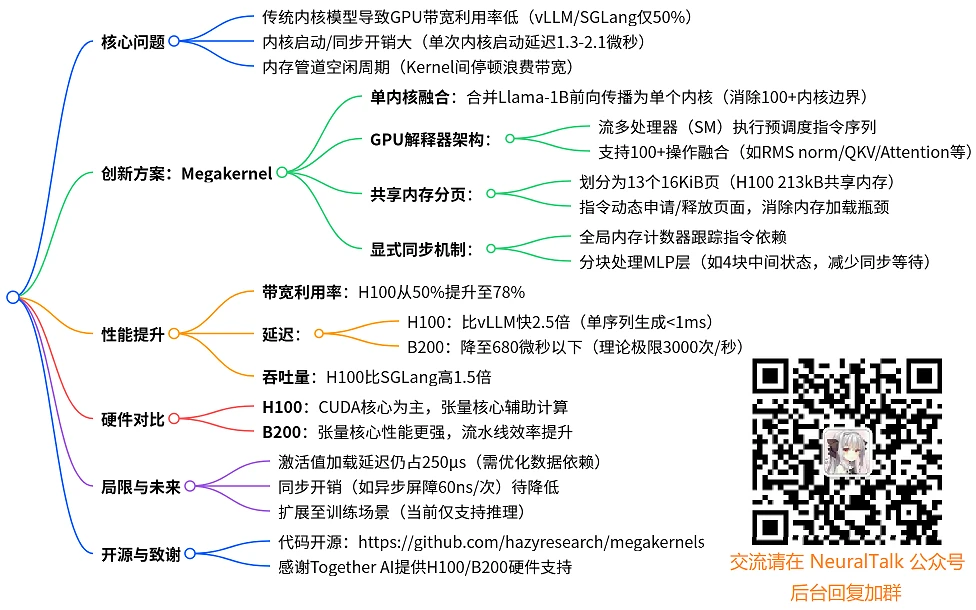 核心问题
传统内核模型导致GPU带宽利用率低（vLLM/SGLang仅50%）
内核启动/同步开销大（单次内核启动延迟1.3-2.1微秒）
内存管道空闲周期（Kernel间停顿浪费带宽）
创新方案：Megakernel
单内核融合：合并Llama-1B前向传播为单个内核（消除100+内核边界）
GPU解释器架构：
流多处理器（SM）执行预调度指令序列
支持100+操作融合（如RMS norm/QKV/Attention等）
共享内存分页：
划分为13个16KiB页（H100 213kB共享内存）
指令动态申请/释放页面，消除内存加载瓶颈
显式同步机制：
全局内存计数器跟踪指令依赖
分块处理MLP层（如4块中间状态，减少同步等待）
性能提升
带宽利用率：H100从50%提升至78%
延迟：
H100：比vLLM快2.5倍（单序列生成<1ms）
B200：降至680微秒以下（理论极限3000次/秒）
吞吐量：H100比SGLang高1.5倍
硬件对比
H100：CUDA核心为主，张量核心辅助计算
B200：张量核心性能更强，流水线效率提升
局限与未来
激活值加载延迟仍占250μs（需优化数据依赖）
同步开销（如异步屏障60ns/次）待降低
扩展至训练场景（当前仅支持推理）
开源与致谢
代码开源：https://github.com/hazyresearch/megakernels
感谢Together AI提供H100/B200硬件支持
交流请在 NeuralTalk 公众号
后台回复加群